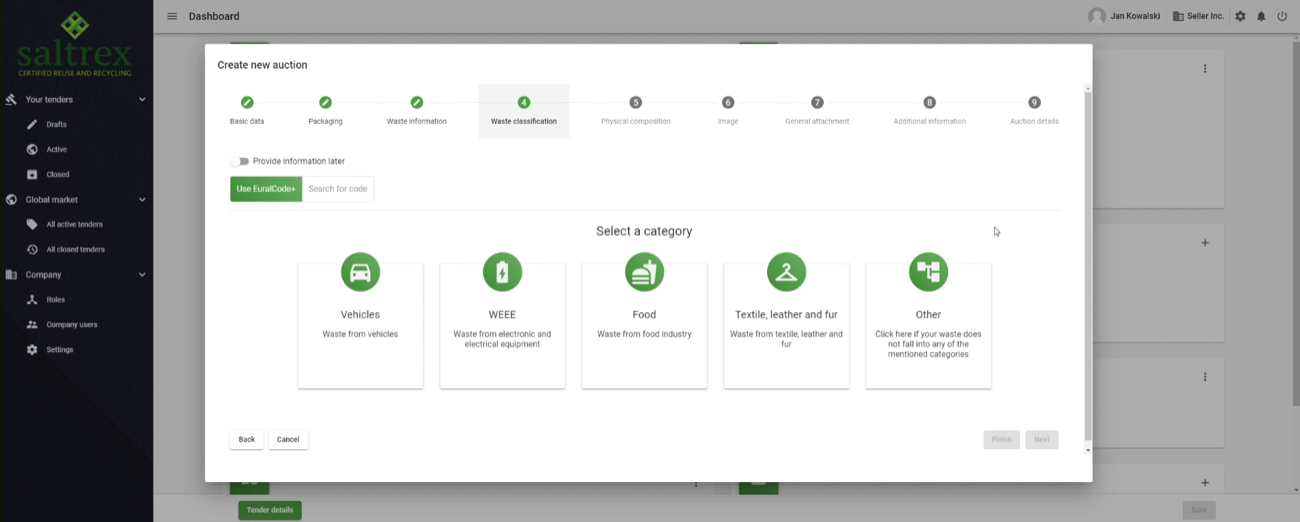 Dashboard
Jan Kowalski
Seller Inc.
saltrex
CERTIFIED REUSE AND RECYCLING
Your tenders
Drafts
Active
Closed
Global market
All active tenders
All closed tenders
Company
Roles
Company users
Settings
Create new auction
4 5 6 7 8 9
Basic data Packaging Waste information Waste classification Physical composition Image General attachment Additional information Auction details
Provide information later
Use EuralCode+ Search for code
Select a category
Vehicles
Waste from vehicles
WEEE
Waste from electronic and
electrical equipment
Food
Waste from food industry
Textile, leather and fur
Waste from textile, leather and
fur
Other
Click here if your waste does
not fall into any of the
mentioned categories
Back Cancel Finish Next
Tender details Save